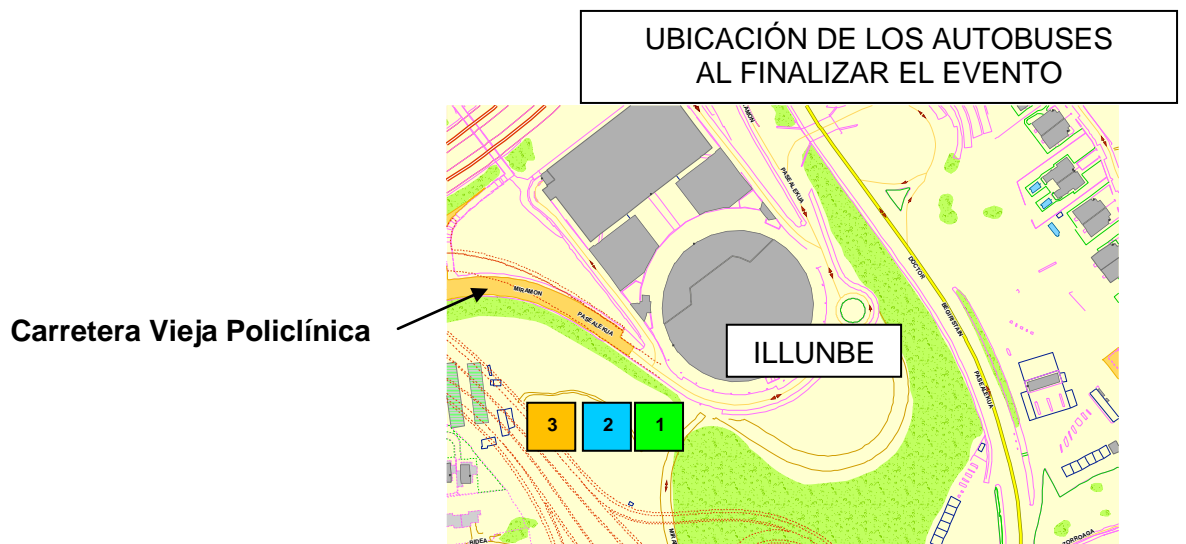 UBICACIÓN DE LOS AUTOBUSES
AL FINALIZAR EL EVENTO
PASEALEKUA
DOCTOR
BEGIRISTAIN
PASEALEKUA
MIRAMON
PASEALEKUA
Carretera Vieja Policlínica
ILLUNBE
3
2
1